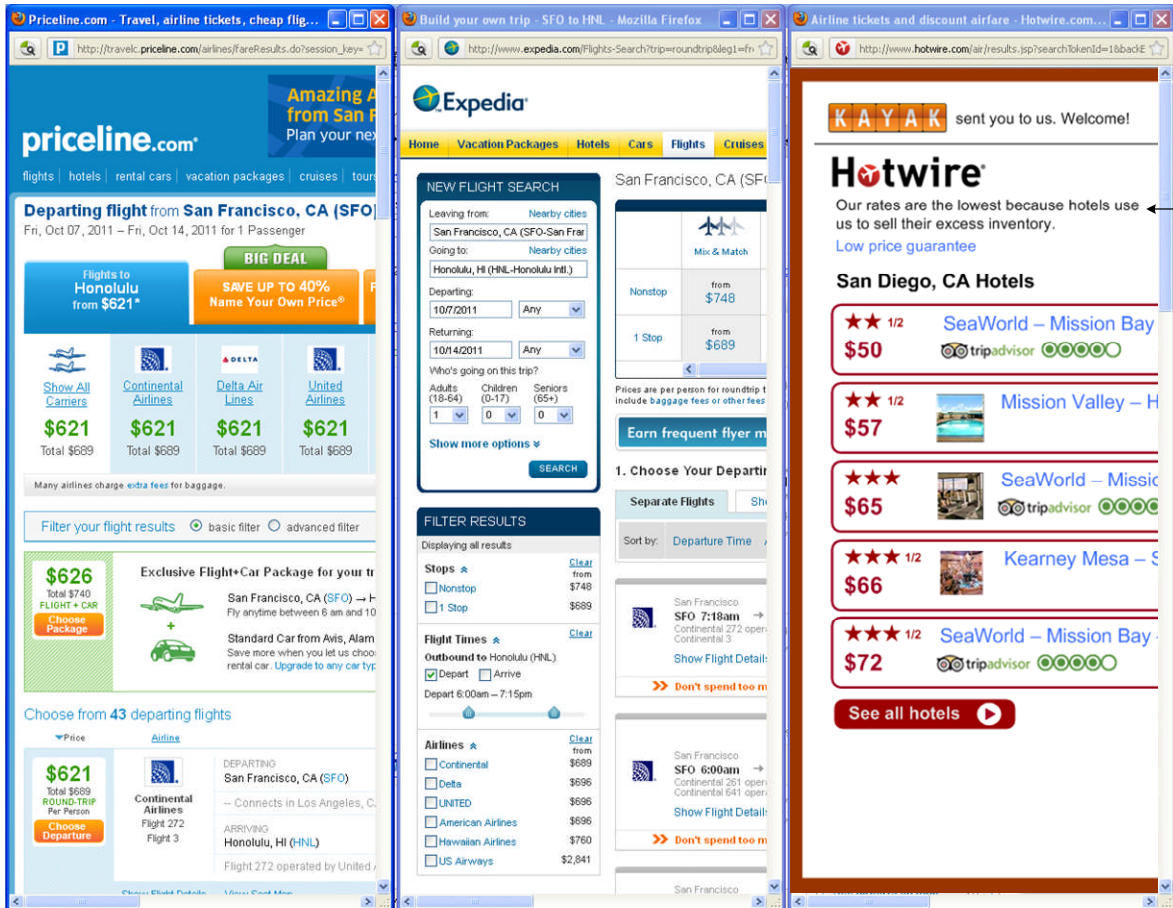 Priceline.com - Travel, airline tickets, cheap flig...
http://travelc.priceline.com/airlines/fareResults.do?session_key=
Amazing A
from San F
Plan your nex
priceline.com
flights | hotels | rental cars | vacation packages | cruises | tours
Departing flight from San Francisco, CA (SFO)
Fri, Oct 07, 2011 – Fri, Oct 14, 2011 for 1 Passenger
BIG DEAL
Flights to
Honolulu
from $621*
SAVE UP TO 40%
Name Your Own Price®
Show All
Carriers
$621
Total $689
Continental
Airlines
$621
Total $689
DELTA
Delta Air
Lines
$621
Total $689
United
Airlines
$621
Total $689
Many airlines charge extra fees for baggage.
Filter your flight results basic filter advanced filter
$626
Total $740
FLIGHT + CAR
Choose
Package
Exclusive Flight+Car Package for your tr
San Francisco, CA (SFO) → H
Fly anytime between 6 am and 10
+
Standard Car from Avis, Alam
Save more when you let us choo
rental car. Upgrade to any car typ
Choose from 43 departing flights
Price Airline
$621
Total $689
ROUND-TRIP
Per Person
Choose
Departure
Continental
Airlines
Flight 272
Flight 3
DEPARTING
San Francisco, CA (SFO)
-- Connects in Los Angeles, C
ARRIVING
Honolulu, HI (HNL)
Flight 272 operated by United
Show Flight Details View Seat Map
Build your own trip - SFO to HNL - Mozilla Firefox
http://www.expedia.com/Flights-Search?trip=roundtrip&leg1=fr
Expedia
Home Vacation Packages Hotels Cars Flights Cruises
NEW FLIGHT SEARCH
Leaving from: Nearby cities
San Francisco, CA (SFO-San Fran
Going to: Nearby cities
Honolulu, HI (HNL-Honolulu Intl.)
Departing:
10/7/2011 Any
Returning:
10/14/2011 Any
Who's going on this trip?
Adults Children Seniors
(18-64) (0-17) (65+)
1 0 0
Show more options
SEARCH
FILTER RESULTS
Displaying all results
Stops Clear
from
Nonstop $748
1 Stop $689
Flight Times Clear
Outbound to Honolulu (HNL)
Depart Arrive
Depart 6:00am – 7:15pm
Airlines Clear
from
Continental $689
Delta $696
UNITED $696
American Airlines $696
Hawaiian Airlines $760
US Airways $2,841
San Francisco, CA (SF
Mix & Match
Nonstop from $748
1 Stop from $689
Prices are per person for roundtrip t
include baggage fees or other fees
Earn frequent flyer m
1. Choose Your Departin
Separate Flights Sh
Sort by: Departure Time
San Francisco
SFO 7:18am →
Continental 272 opera
Continental 3
Show Flight Detail
Don't spend too m
San Francisco
SFO 6:00am →
Continental 261 opera
Continental 641 opera
Show Flight Detail
Don't spend too m
San Francisco
Airline tickets and discount airfare - Hotwire.com...
http://www.hotwire.com/air/results.jsp?searchTokenId=1&backE
KAYAK sent you to us. Welcome!
Hotwire
Our rates are the lowest because hotels use
us to sell their excess inventory.
Low price guarantee
San Diego, CA Hotels
1/2 SeaWorld – Mission Bay
$50 tripadvisor
1/2 Mission Valley – H
$57
SeaWorld – Missio
$65 tripadvisor
1/2 Kearney Mesa – S
$66
1/2 SeaWorld – Mission Bay
$72 tripadvisor
See all hotels